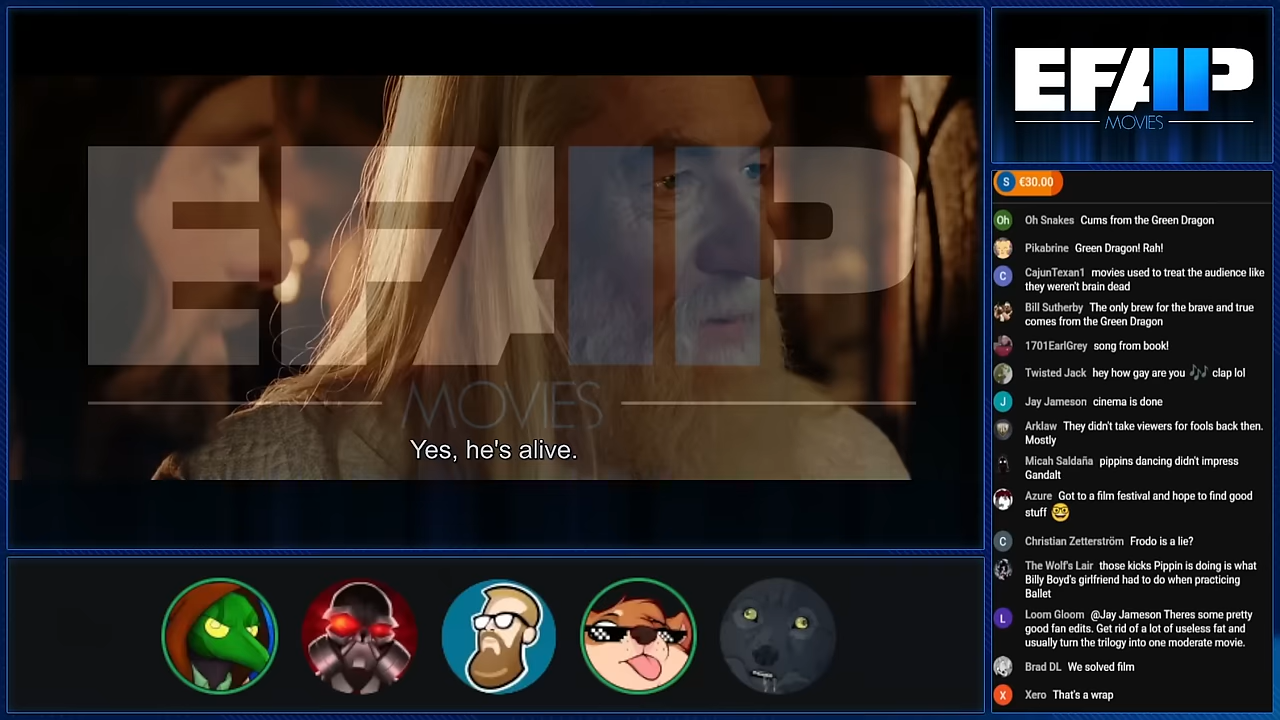 EFAP
MOVIES
Yes, he's alive.
EFAP
MOVIES
S €30.00
Oh Oh Snakes Cums from the Green Dragon
Pikabrine Green Dragon! Rah!
C CajunTexan1 movies used to treat the audience like
they weren't brain dead
Bill Sutherby The only brew for the brave and true
comes from the Green Dragon
1701EarlGrey song from book!
Twisted Jack hey how gay are you 🎶 clap lol
J Jay Jameson cinema is done
Arklaw They didn't take viewers for fools back then.
Mostly
Micah Saldaña pippins dancing didn't impress
Gandalt
Azure Got to a film festival and hope to find good
stuff 🤓
C Christian Zetterström Frodo is a lie?
The Wolf's Lair those kicks Pippin is doing is what
Billy Boyd's girlfriend had to do when practicing
Ballet
L Loom Gloom @Jay Jameson Theres some pretty
good fan edits. Get rid of a lot of useless fat and
usually turn the trilogy into one moderate movie.
Brad DL We solved film
X Xero That's a wrap